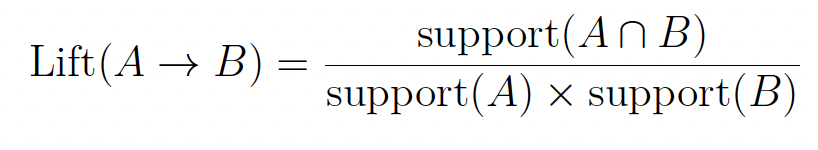 Lift(A → B) = support(A ∩ B) / support(A) × support(B)